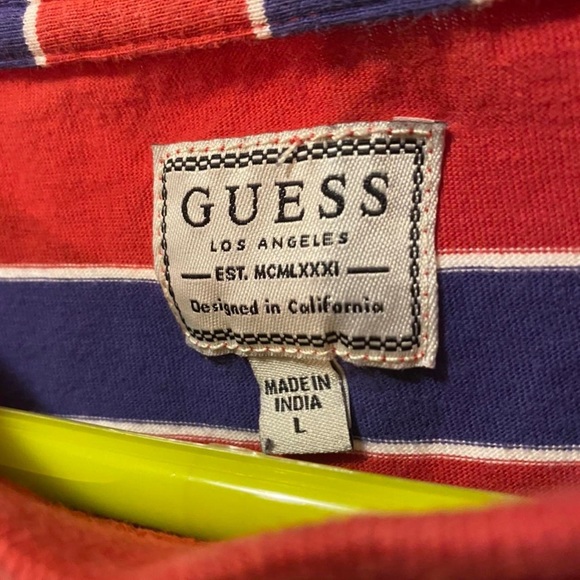 GUESS
LOS ANGELES
EST. MCMLXXXI
Designed in California
MADE IN
INDIA
L